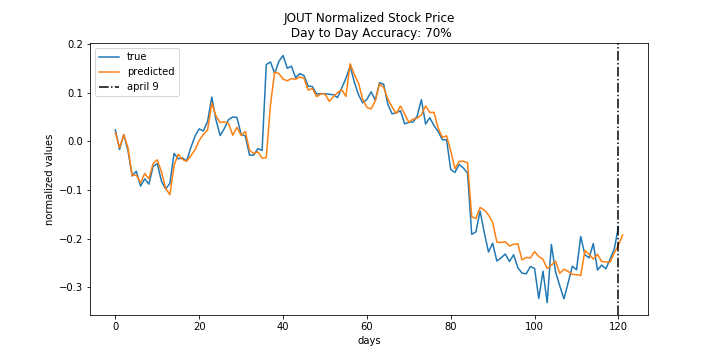 JOUT Normalized Stock Price
Day to Day Accuracy: 70%
true
predicted
april 9
normalized values
0.2
0.1
0.0
−0.1
−0.2
−0.3
0
20
40
60
80
100
120
days